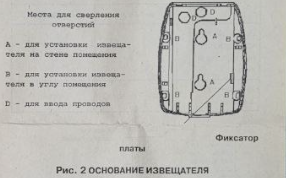 Места для сверления
отверстий
A - для установки извеща-
теля на стене помещения
B - для установки извеща-
теля в углу помещения
D - для ввода проводов
D
A
B
B
A
B
B
Фиксатор
платы
Рис. 2 ОСНОВАНИЕ ИЗВЕЩАТЕЛЯ